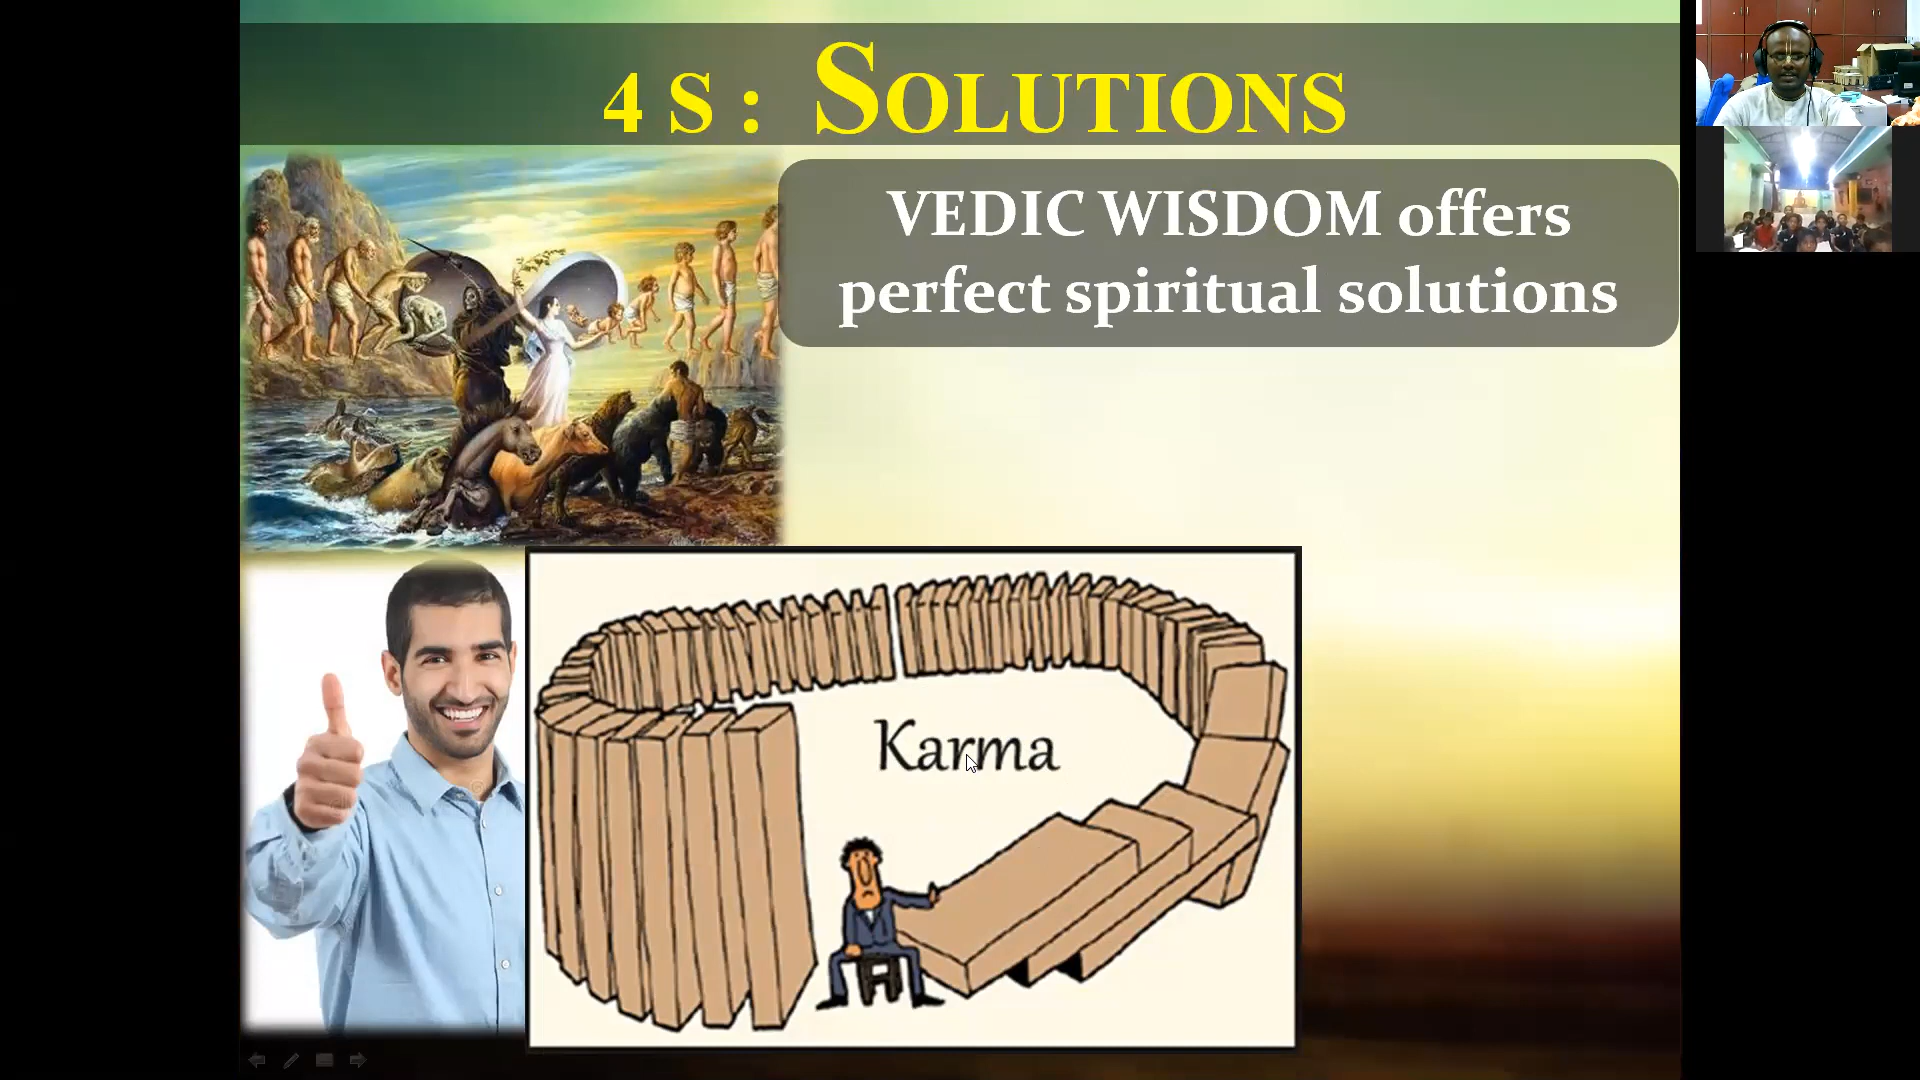 4 S : SOLUTIONS
VEDIC WISDOM offers
perfect spiritual solutions
Karma